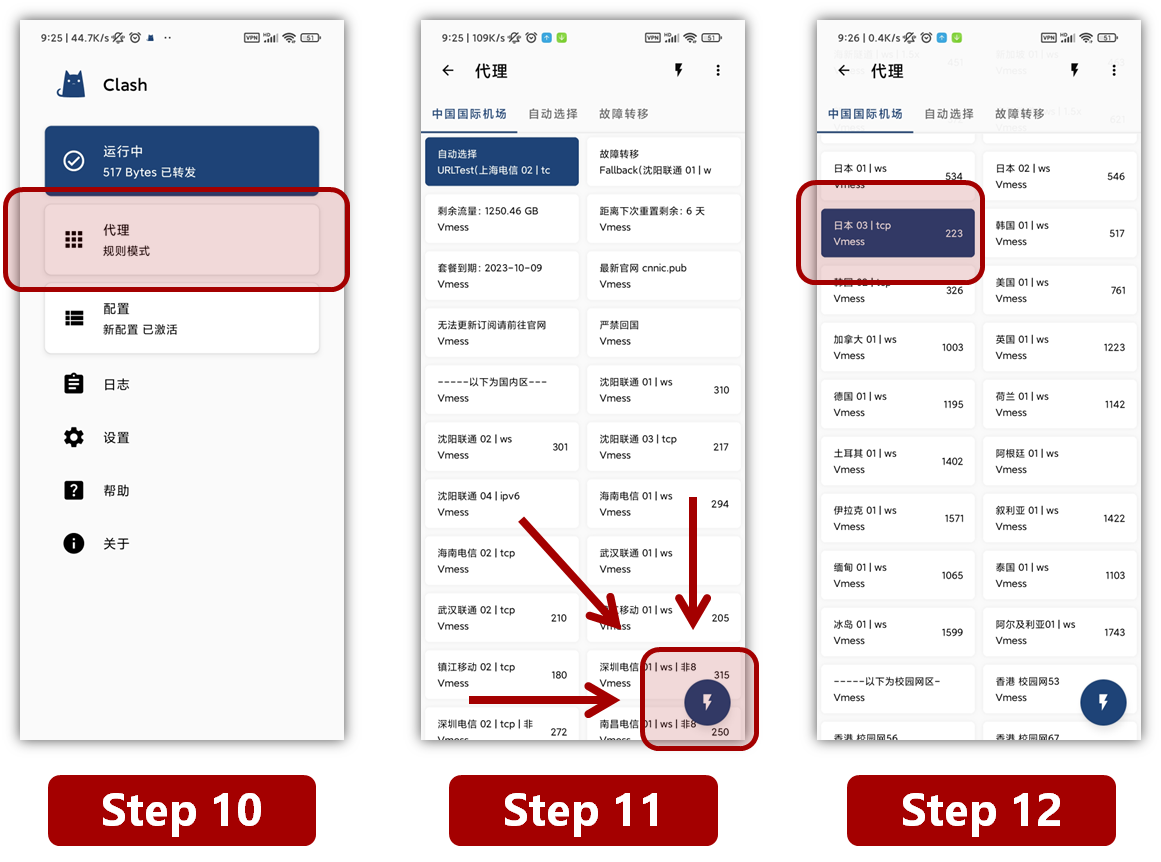 9:25 | 44.7K/s
VPN HD 51
Clash
运行中
517 Bytes 已转发
代理
规则模式
配置
新配置 已激活
日志
设置
帮助
关于
Step 10
9:25 | 109K/s
VPN HD 51
代理
中国国际机场 自动选择 故障转移
自动选择
URLTest(上海电信 02 | tc
故障转移
Fallback(沈阳联通 01 | w
剩余流量：1250.46 GB
Vmess
距离下次重置剩余：6 天
Vmess
套餐到期：2023-10-09
Vmess
最新官网 cnnic.pub
Vmess
无法更新订阅请前往官网
Vmess
严禁回国
Vmess
-----以下为国内区---
Vmess
沈阳联通 01 | ws
Vmess
310
沈阳联通 02 | ws
Vmess
301
沈阳联通 03 | tcp
Vmess
217
沈阳联通 04 | ipv6
Vmess
海南电信 01 | ws
Vmess
294
海南电信 02 | tcp
Vmess
武汉联通 01 | ws
Vmess
武汉联通 02 | tcp
Vmess
210
移动 01 | ws
Vmess
205
镇江移动 02 | tcp
Vmess
180
深圳电信 01 | ws | 非8
Vmess
315
深圳电信 02 | tcp | 非
Vmess
272
南昌电信 01 | ws | 非8
250
Step 11
9:26 | 0.4K/s
VPN HD 51
代理
中国国际机场 自动选择 故障转移
日本 01 | ws
Vmess
534
日本 02 | ws
Vmess
546
日本 03 | tcp
Vmess
223
韩国 01 | ws
Vmess
517
韩国 02 | tcp
Vmess
326
美国 01 | ws
Vmess
761
加拿大 01 | ws
Vmess
1003
英国 01 | ws
Vmess
1223
德国 01 | ws
Vmess
1195
荷兰 01 | ws
Vmess
1142
土耳其 01 | ws
Vmess
1402
阿根廷 01 | ws
Vmess
伊拉克 01 | ws
Vmess
1571
叙利亚 01 | ws
Vmess
1422
缅甸 01 | ws
Vmess
1065
泰国 01 | ws
Vmess
1103
冰岛 01 | ws
Vmess
1599
阿尔及利亚01 | ws
Vmess
1743
-----以下为校园网区-
Vmess
香港 校园网53
Vmess
香港 校园网56
香港 校园网67
Step 12